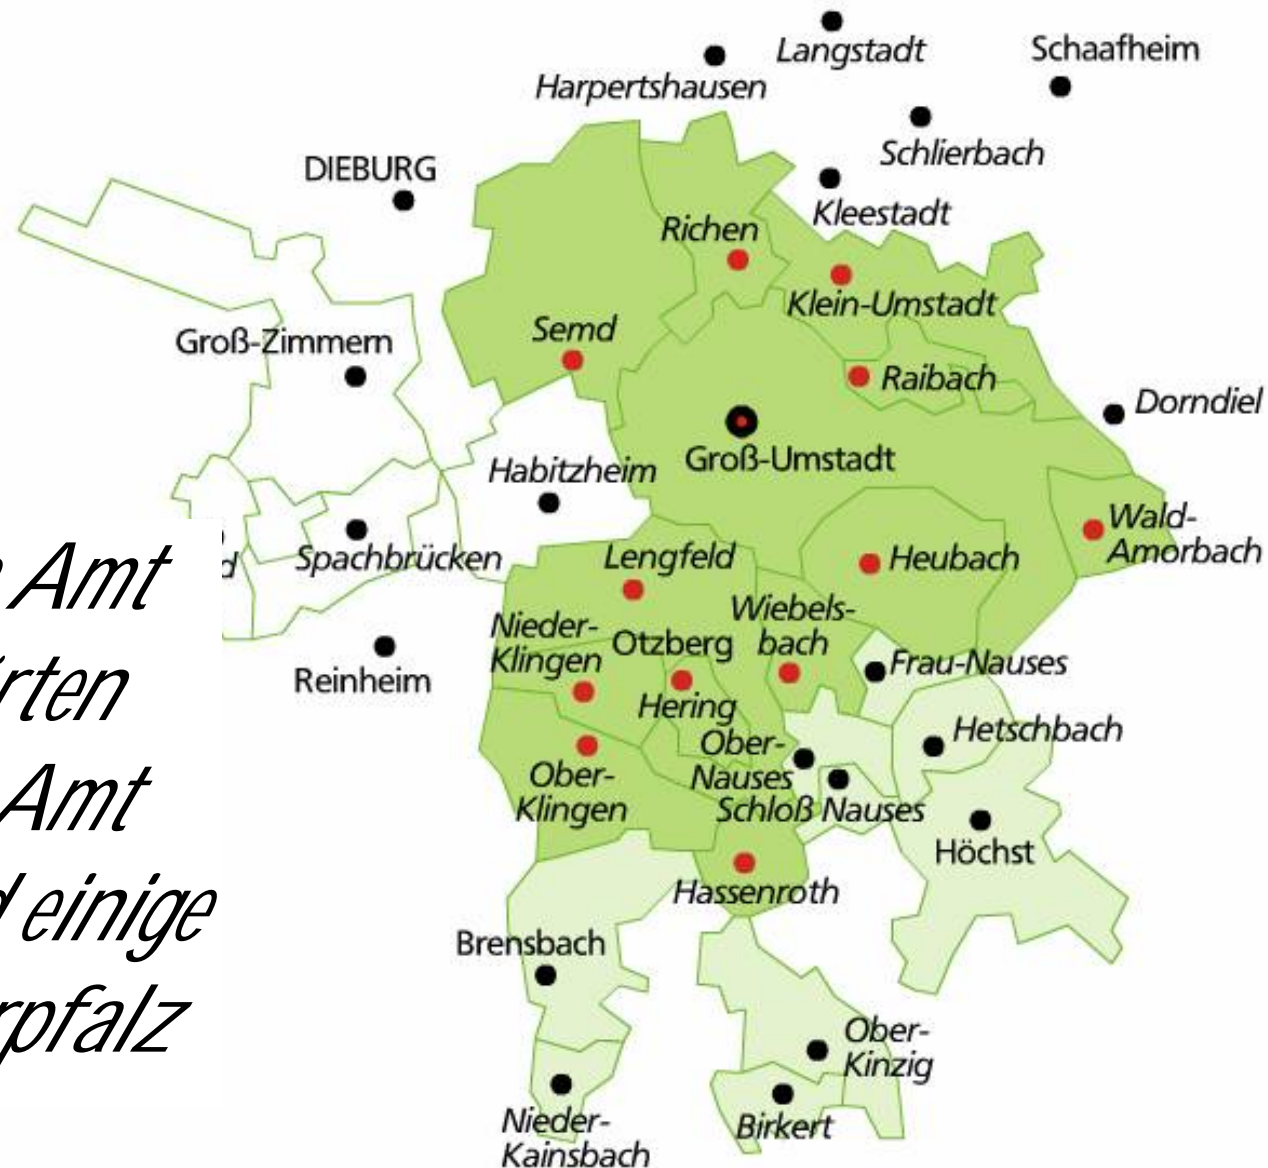 Langstadt
Schaafheim
Harpertshausen
Schlierbach
DIEBURG
Kleestadt
Richen
Klein-Umstadt
Semd
Groß-Zimmern
Raibach
Dorndiel
Groß-Umstadt
Habitzheim
Wald-
Amorbach
Spachbrücken
Lengfeld
Heubach
Amt
Nieder-
Klingen
Otzberg
Wiebels-
bach
Frau-Nauses
Reinheim
Hering
Hetschbach
Ober-
Nauses
Ober-
Klingen
Schloß Nauses
Amt
Höchst
Hassenroth
einige
Brensbach
Ober-
Kinzig
Nieder-
Kainsbach
Birkert